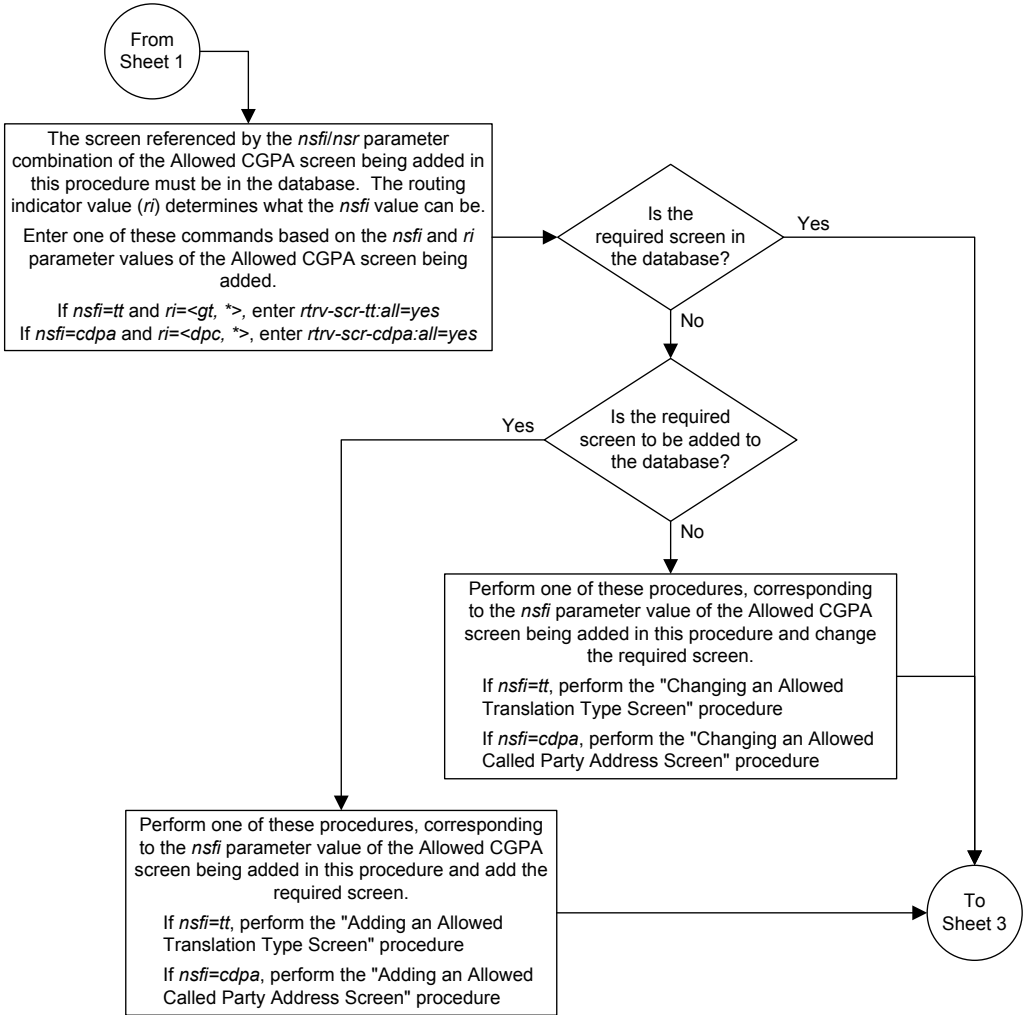 From
Sheet 1
The screen referenced by the nsfi/nsr parameter
combination of the Allowed CGPA screen being added in
this procedure must be in the database. The routing
indicator value (ri) determines what the nsfi value can be.
Enter one of these commands based on the nsfi and ri
parameter values of the Allowed CGPA screen being
added.
If nsfi=tt and ri=<gt, *>, enter rtrv-scr-tt:all=yes
If nsfi=cdpa and ri=<dpc, *>, enter rtrv-scr-cdpa:all=yes
Is the
required screen in
the database?
Yes
No
Is the required
screen to be added to
the database?
Yes
No
Perform one of these procedures, corresponding
to the nsfi parameter value of the Allowed CGPA
screen being added in this procedure and change
the required screen.
If nsfi=tt, perform the "Changing an Allowed
Translation Type Screen" procedure
If nsfi=cdpa, perform the "Changing an Allowed
Called Party Address Screen" procedure
Perform one of these procedures, corresponding
to the nsfi parameter value of the Allowed CGPA
screen being added in this procedure and add the
required screen.
If nsfi=tt, perform the "Adding an Allowed
Translation Type Screen" procedure
If nsfi=cdpa, perform the "Adding an Allowed
Called Party Address Screen" procedure
To
Sheet 3